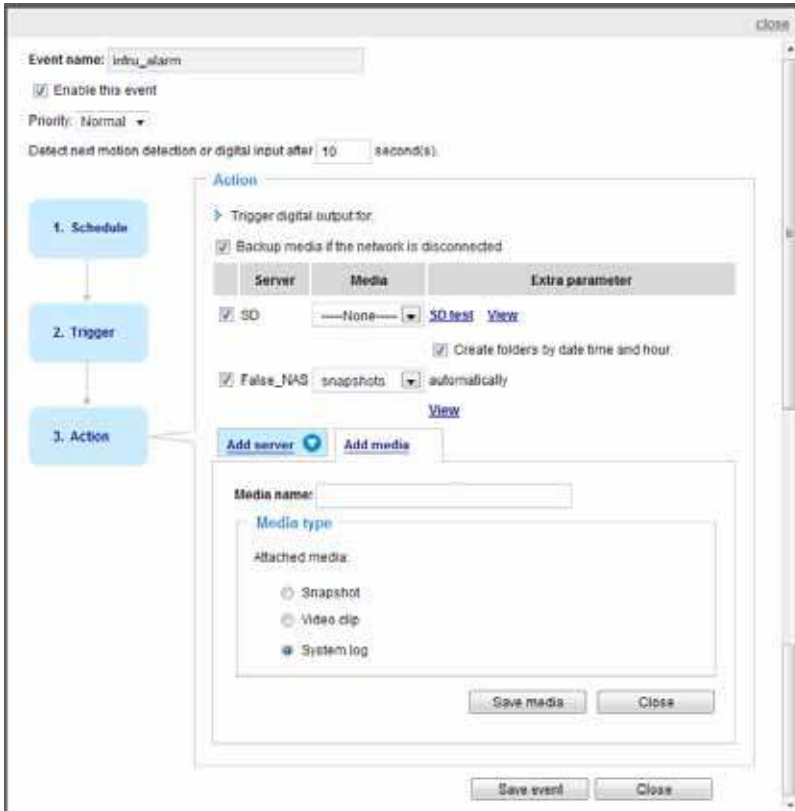 close
Event name: infru_alarm
Enable this event
Priority: Normal
Detect next motion detection or digital input after 10 second(s).
Action
1. Schedule
2. Trigger
3. Action
Trigger digital output for:
Backup media if the network is disconnected
Server Media Extra parameter
SD -----None----- SD test View
Create folders by date time and hour
False_NAS snapshots automatically
View
Add server Add media
Media name:
Media type
Attached media:
Snapshot
Video clip
System log
Save media Close
Save event Close